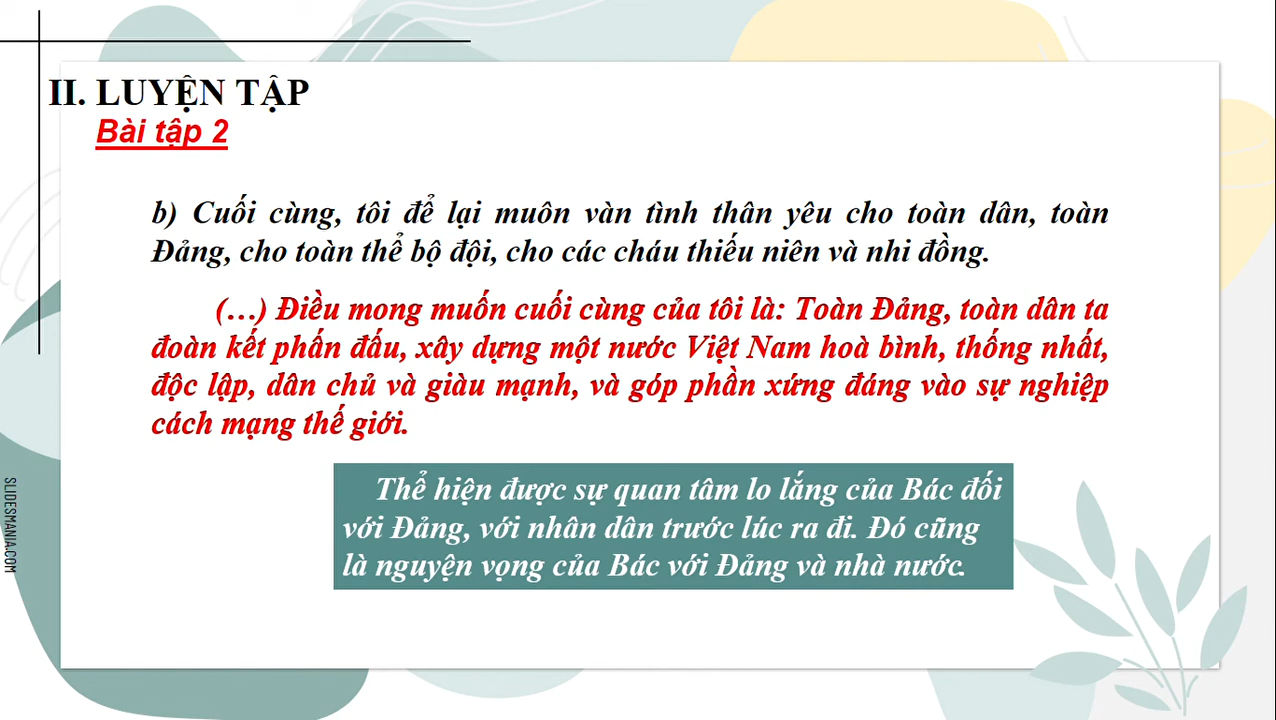 II. LUYỆN TẬP
Bài tập 2
b) Cuối cùng, tôi để lại muôn vàn tình thân yêu cho toàn dân, toàn
Đảng, cho toàn thể bộ đội, cho các cháu thiếu niên và nhi đồng.
(…) Điều mong muốn cuối cùng của tôi là: Toàn Đảng, toàn dân ta
đoàn kết phấn đấu, xây dựng một nước Việt Nam hoà bình, thống nhất,
độc lập, dân chủ và giàu mạnh, và góp phần xứng đáng vào sự nghiệp
cách mạng thế giới.
Thể hiện được sự quan tâm lo lắng của Bác đối
với Đảng, với nhân dân trước lúc ra đi. Đó cũng
là nguyện vọng của Bác với Đảng và nhà nước.
SLIDESMANIA.COM